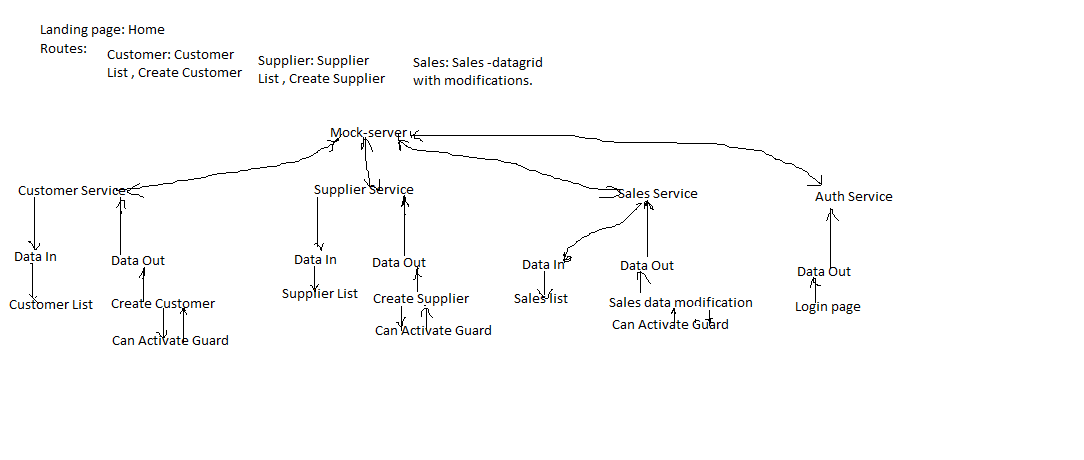 Landing page: Home
Routes:
Customer: Customer
List , Create Customer
Supplier: Supplier
List , Create Supplier
Sales: Sales -datagrid
with modifications.
Mock-server
Customer Service
Supplier Service
Sales Service
Auth Service
Data In
Data Out
Data In
Data Out
Data In
Data Out
Data Out
Customer List
Create Customer
Supplier List
Create Supplier
Sales list
Sales data modification
Login page
Can Activate Guard
Can Activate Guard
Can Activate Guard